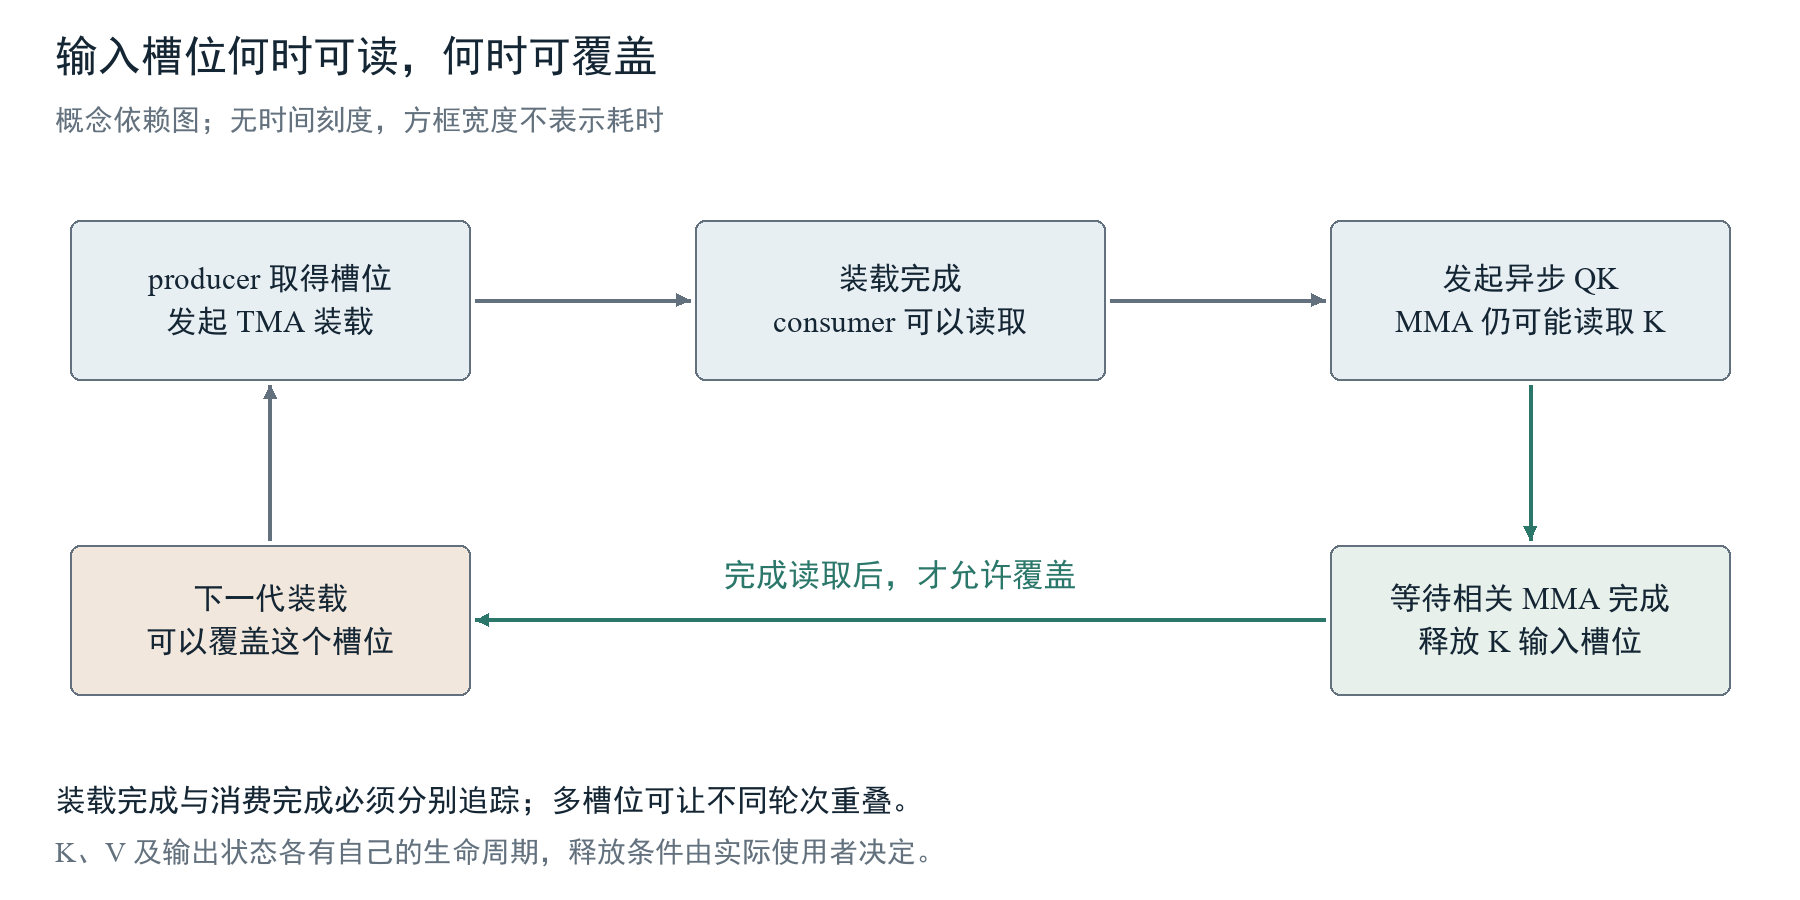 输入槽位何时可读，何时可覆盖
概念依赖图；无时间刻度，方框宽度不表示耗时
producer 取得槽位
发起 TMA 装载
装载完成
consumer 可以读取
发起异步 QK
MMA 仍可能读取 K
下一代装载
可以覆盖这个槽位
完成读取后，才允许覆盖
等待相关 MMA 完成
释放 K 输入槽位
装载完成与消费完成必须分别追踪；多槽位可让不同轮次重叠。
K、V 及输出状态各有自己的生命周期，释放条件由实际使用者决定。